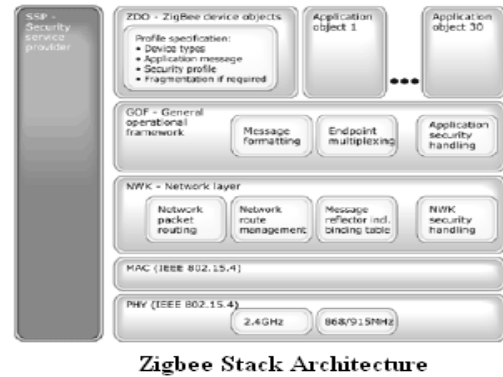 SSP -
Security
service
provider
ZDO - ZigBee device objects
Profile specification:
• Device types
• Application message
• Security profile
• Fragmentation if required
Application
object 1
•••
Application
object 30
GOF - General
operational
framework
Message
formatting
Endpoint
multiplexing
Application
security
handling
NWK - Network layer
Network
packet
routing
Network
route
management
Message
reflector incl.
binding table
NWK
security
handling
MAC (IEEE 802.15.4)
PHY (IEEE 802.15.4)
2.4GHz
868/915MHz
Zigbee Stack Architecture